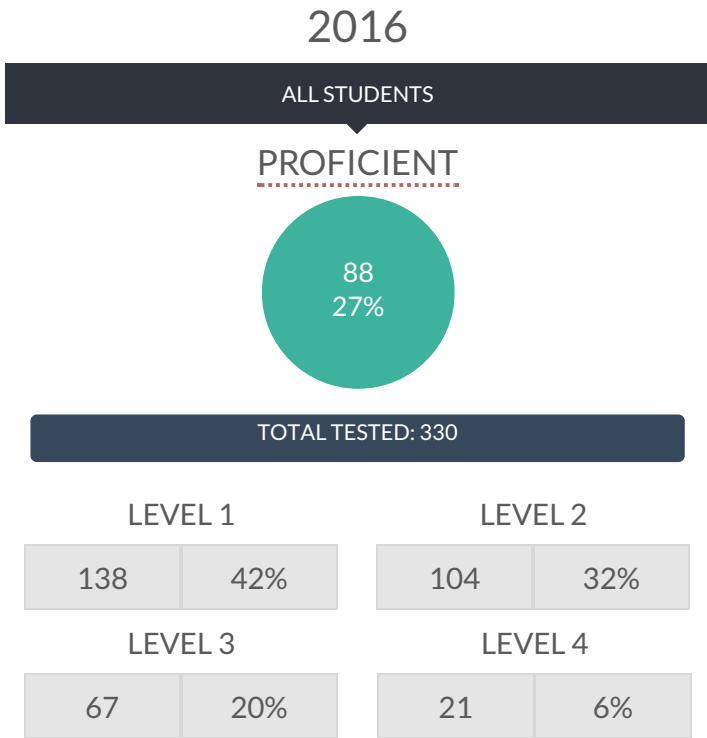 2016
ALL STUDENTS
PROFICIENT
88
27%
TOTAL TESTED: 330
LEVEL 1
138 42%
LEVEL 2
104 32%
LEVEL 3
67 20%
LEVEL 4
21 6%